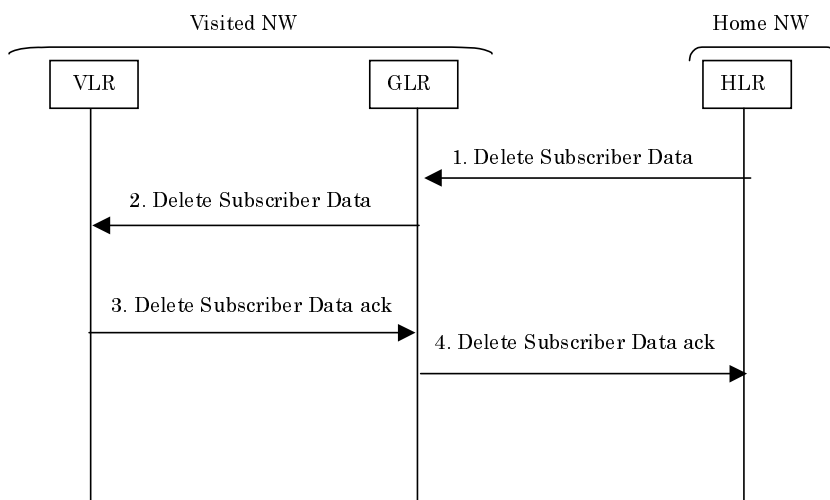 Visited NW
Home NW
VLR
GLR
HLR
1. Delete Subscriber Data
2. Delete Subscriber Data
3. Delete Subscriber Data ack
4. Delete Subscriber Data ack